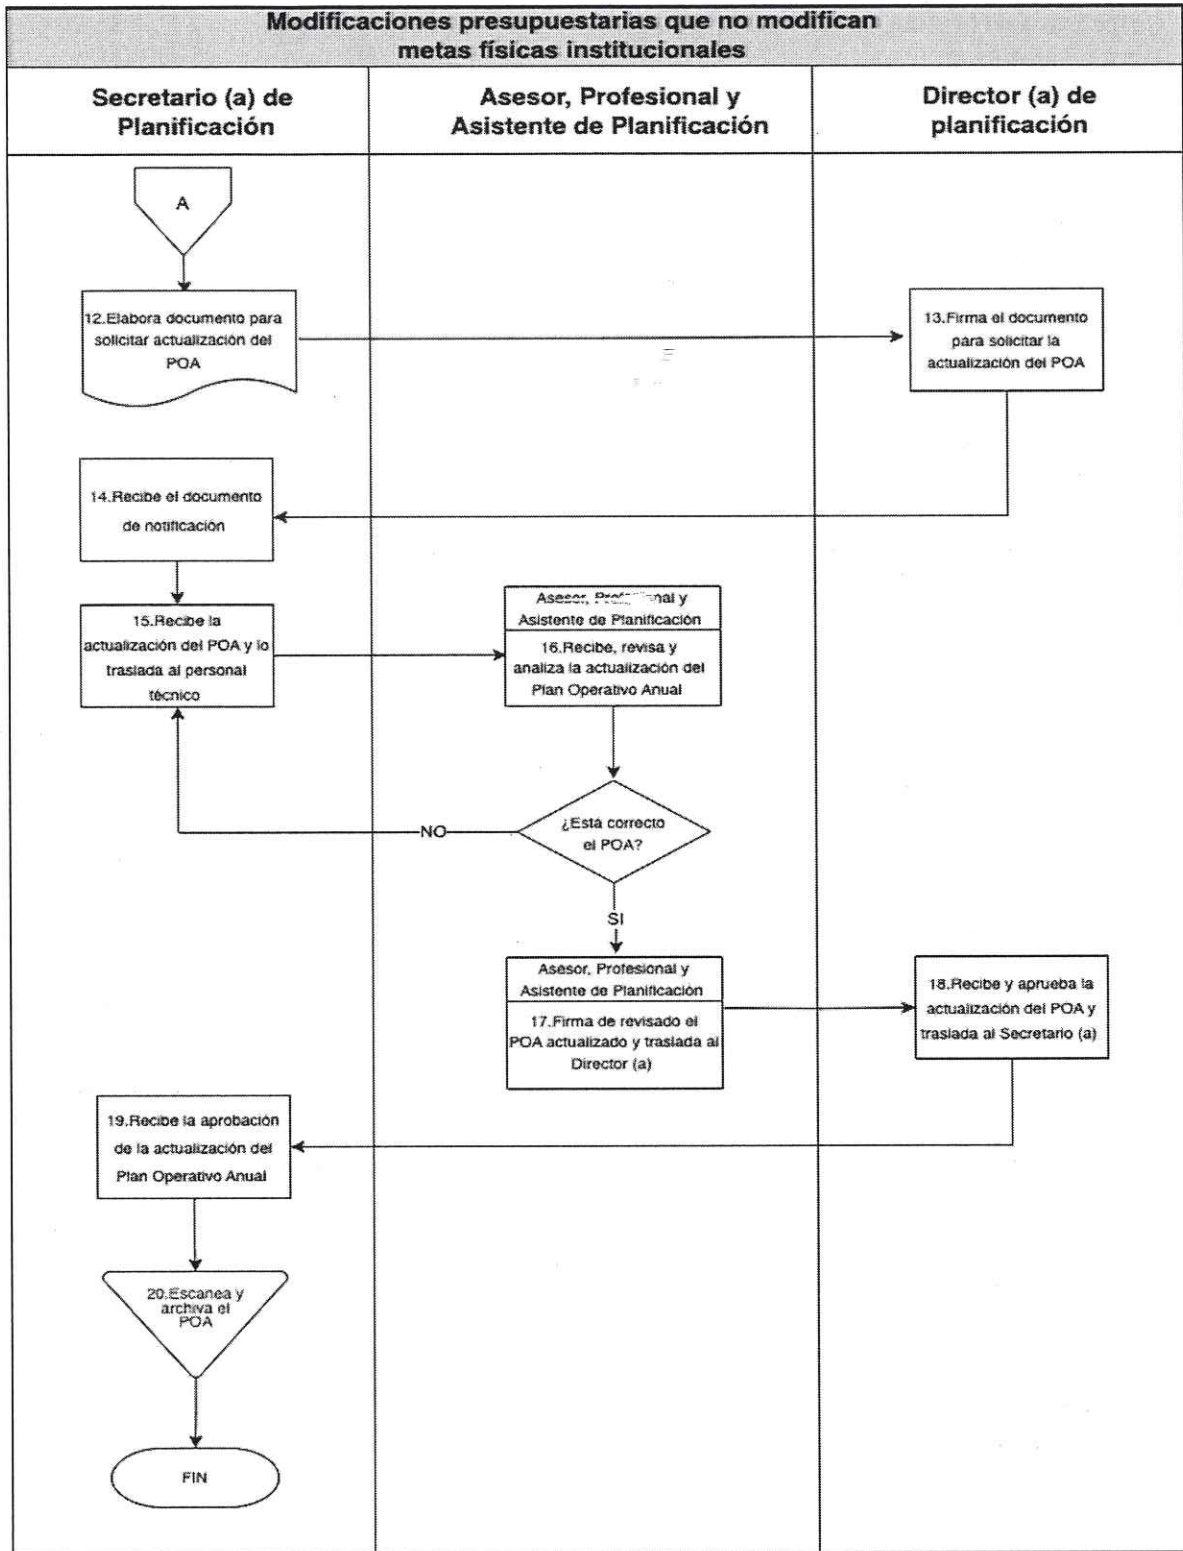 Modificaciones presupuestarias que no modifican
metas físicas institucionales
Secretario (a) de
Planificación
Asesor, Profesional y
Asistente de Planificación
Director (a) de
planificación
A
12.Elabora documento para
solicitar actualización del
POA
13.Firma el documento
para solicitar la
actualización del POA
14.Recibe el documento
de notificación
15.Recibe la
actualización del POA y lo
traslada al personal
técnico
Asesor, y
Asistente de Planificación
16.Recibe, revisa y
analiza la actualización del
Plan Operativo Anual
¿Está correcto
el POA?
NO
SI
Asesor, Profesional y
Asistente de Planificación
17.Firma de revisado el
POA actualizado y traslada al
Director (a)
18.Recibe y aprueba la
actualización del POA y
traslada al Secretario (a)
19.Recibe la aprobación
de la actualización del
Plan Operativo Anual
20.Escanea y
archiva el
POA
FIN